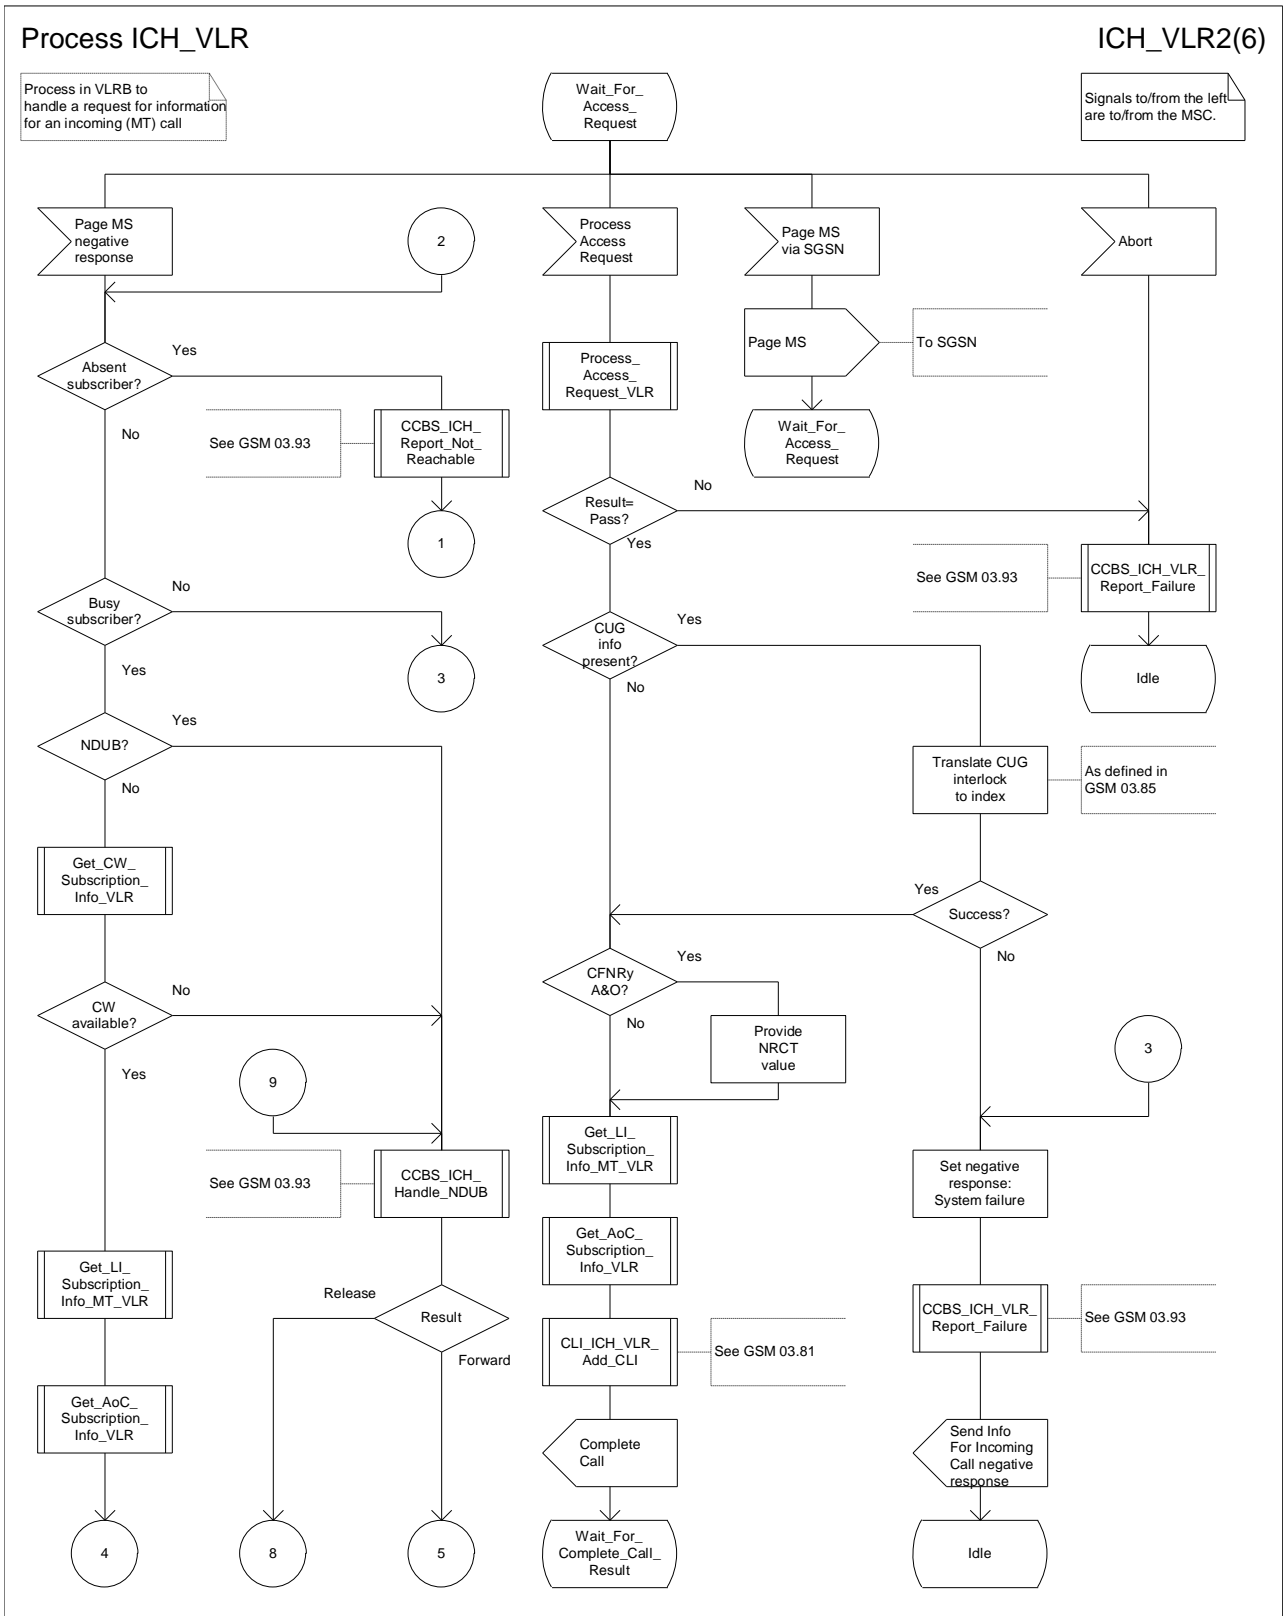 Process ICH_VLR
ICH_VLR2(6)
Process in VLRB to
handle a request for information
for an incoming (MT) call
Wait_For_
Access_
Request
Signals to/from the left
are to/from the MSC.
Page MS
negative
response
2
Process
Access
Request
Page MS
via SGSN
Abort
Page MS
To SGSN
Absent
subscriber?
Yes
No
See GSM 03.93
CCBS_ICH_
Report_Not_
Reachable
1
Process_
Access_
Request_VLR
Wait_For_
Access_
Request
Result=
Pass?
No
Yes
See GSM 03.93
CCBS_ICH_VLR_
Report_Failure
Idle
Busy
subscriber?
No
Yes
3
CUG
info
present?
Yes
No
NDUB?
Yes
No
Translate CUG
interlock
to index
As defined in
GSM 03.85
Get_CW_
Subscription_
Info_VLR
Success?
Yes
No
CW
available?
No
Yes
CFNRy
A&O?
Yes
No
Provide
NRCT
value
3
9
See GSM 03.93
CCBS_ICH_
Handle_NDUB
Get_LI_
Subscription_
Info_MT_VLR
Set negative
response:
System failure
Get_LI_
Subscription_
Info_MT_VLR
Release
Result
Forward
Get_AoC_
Subscription_
Info_VLR
CLI_ICH_VLR_
Add_CLI
See GSM 03.81
CCBS_ICH_VLR_
Report_Failure
See GSM 03.93
Get_AoC_
Subscription_
Info_VLR
Complete
Call
Send Info
For Incoming
Call negative
response
4
8
5
Wait_For_
Complete_Call_
Result
Idle